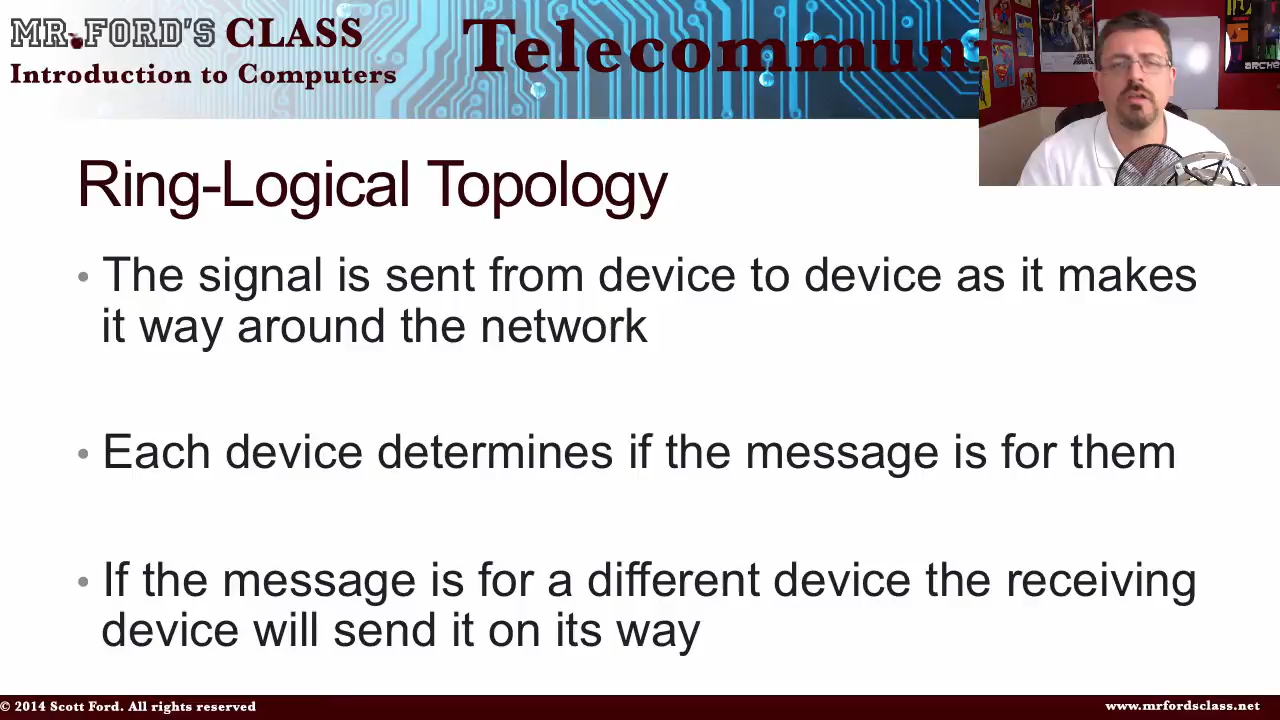 MR.FORD'S CLASS
Introduction to Computers
Telecommun
Ring-Logical Topology
• The signal is sent from device to device as it makes
it way around the network
• Each device determines if the message is for them
• If the message is for a different device the receiving
device will send it on its way
© 2014 Scott Ford. All rights reserved
www.mrfordsclass.net